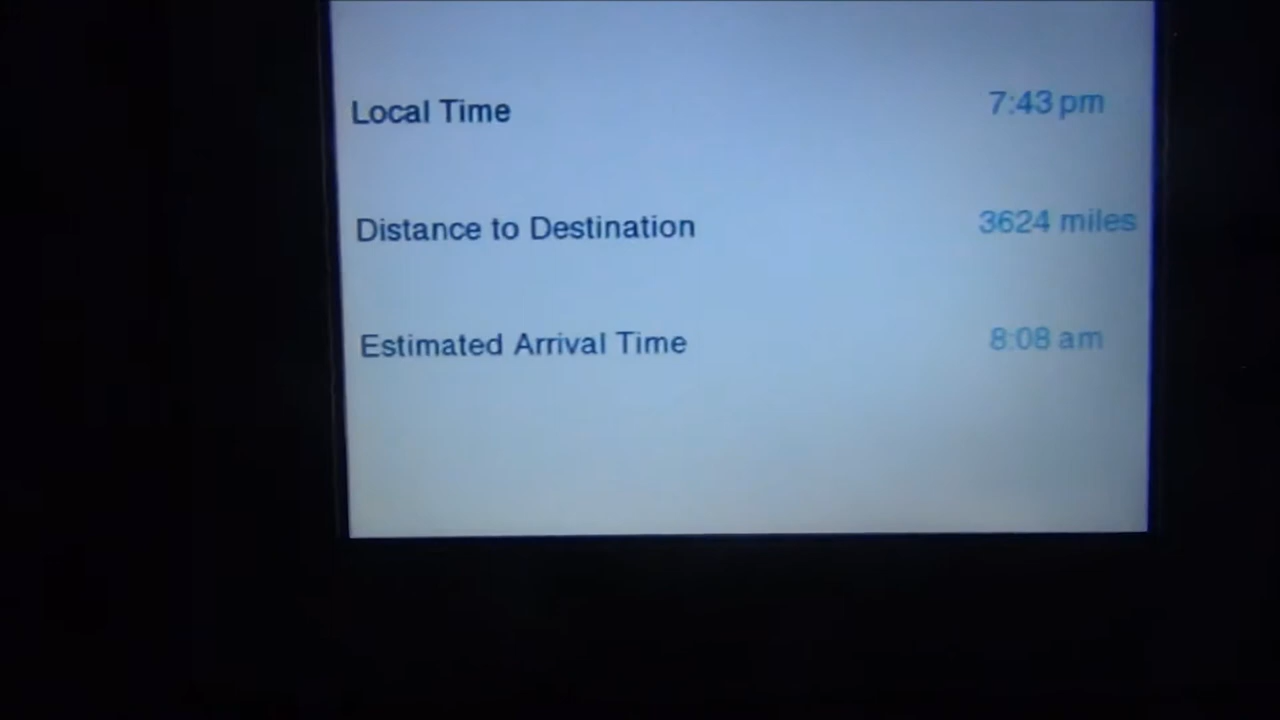 Local Time 7:43 pm
Distance to Destination 3624 miles
Estimated Arrival Time 8:08 am